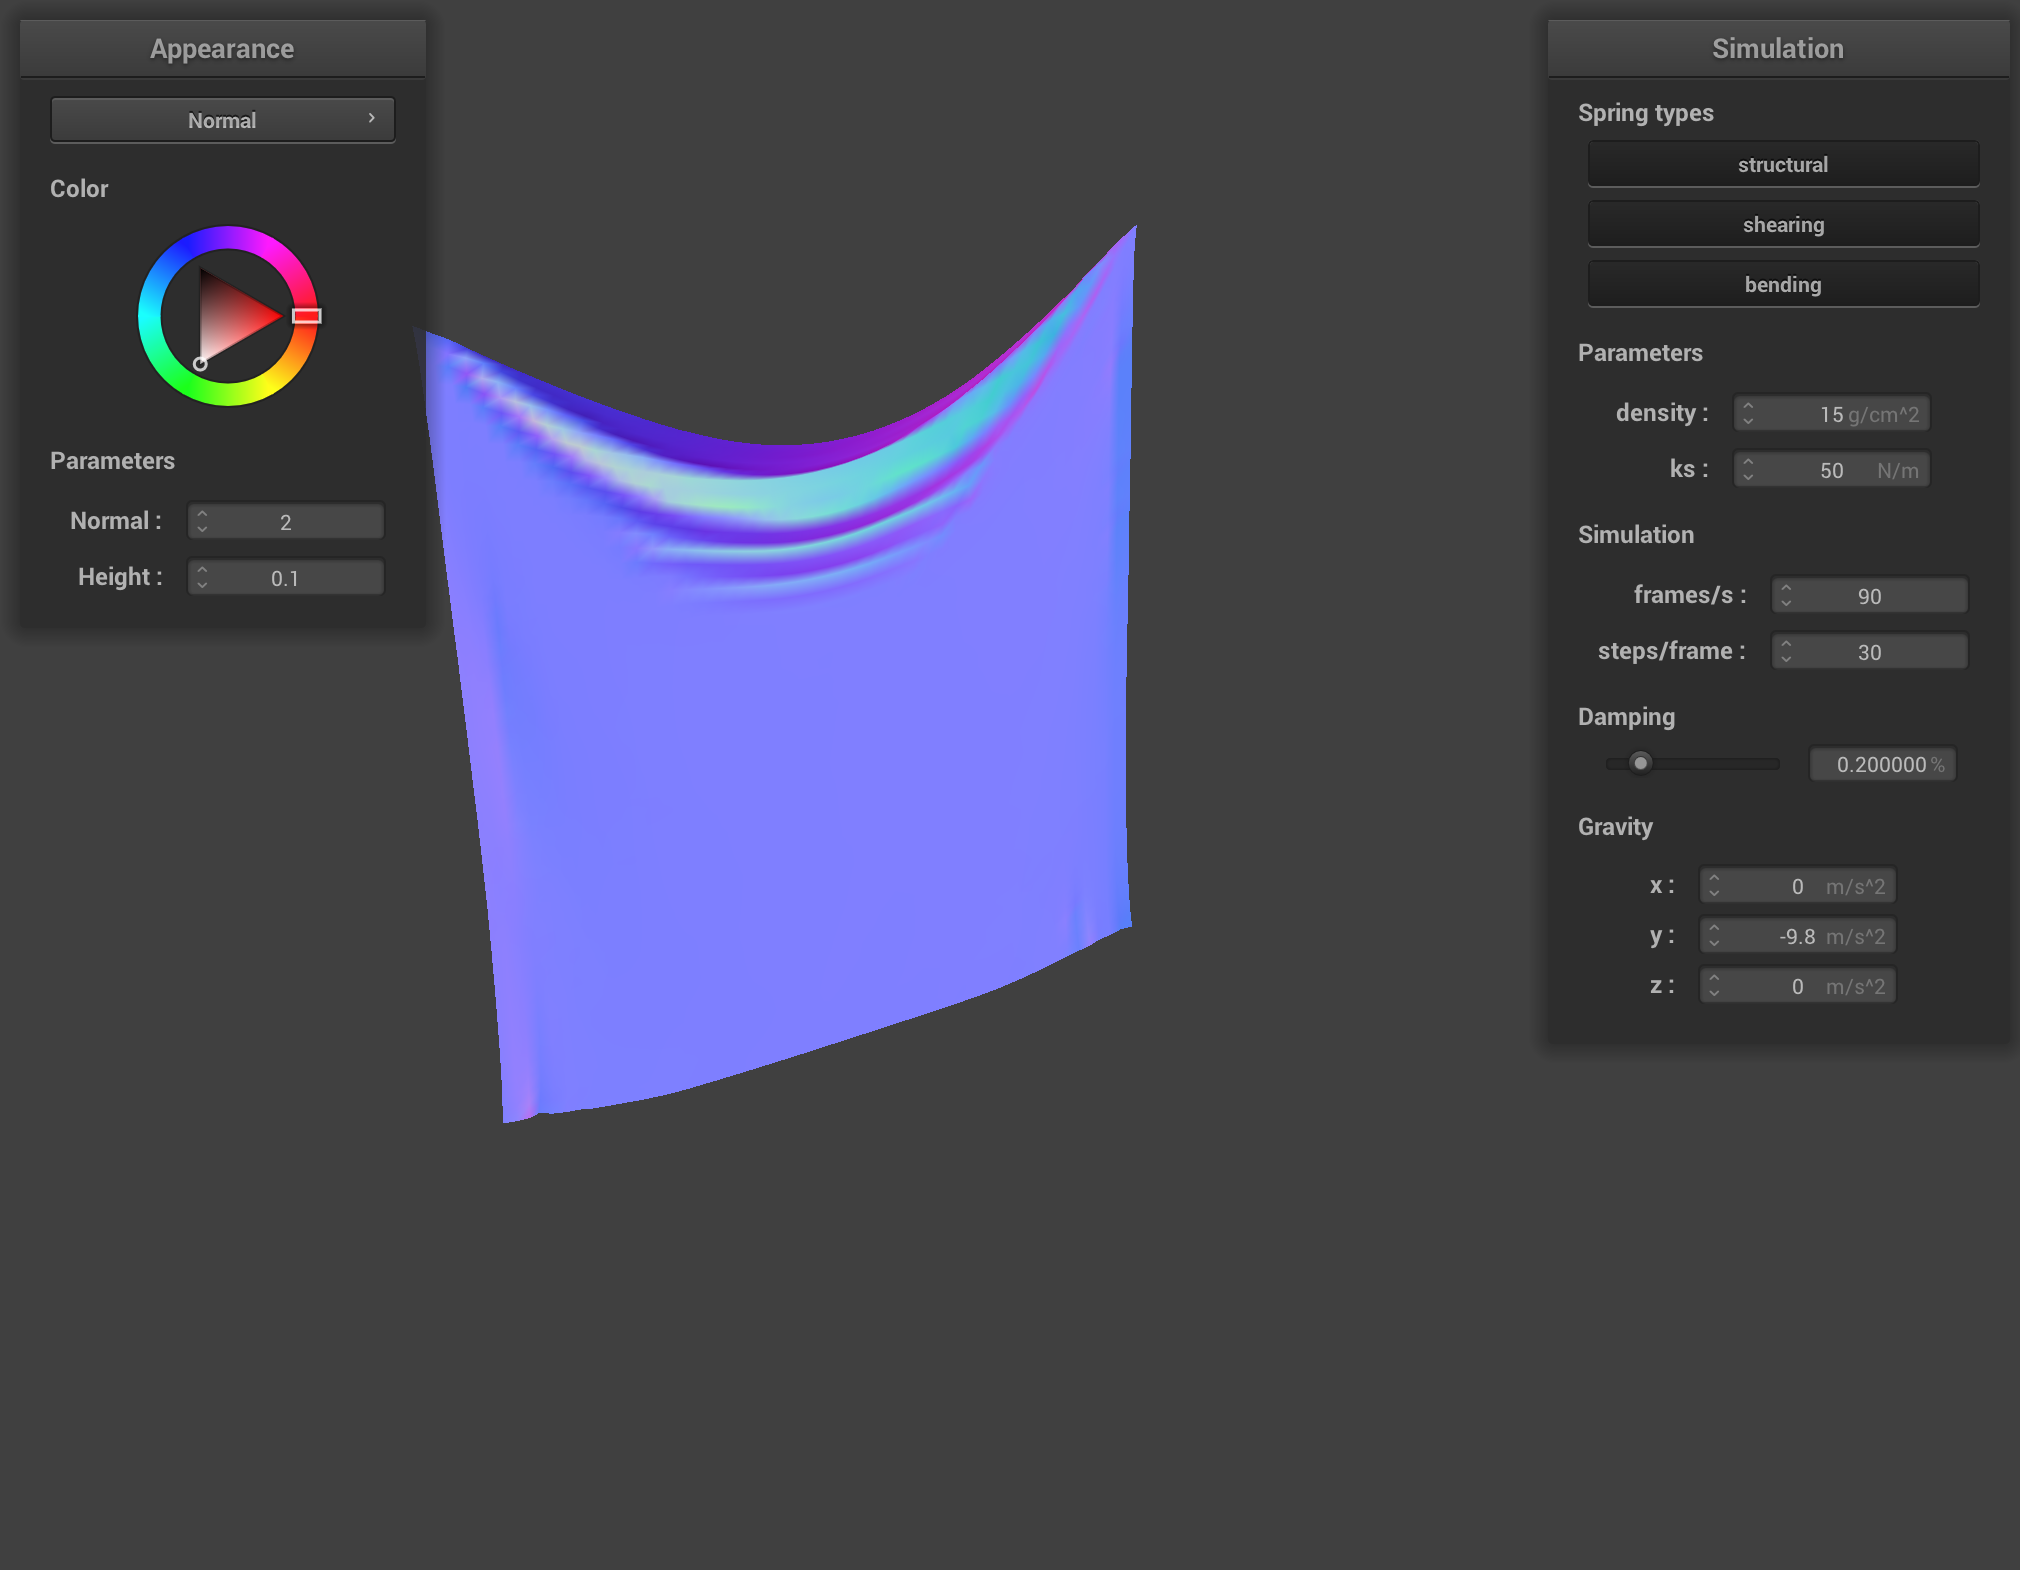 Appearance
Normal
Color
Parameters
Normal : 2
Height : 0.1
Simulation
Spring types
structural
shearing
bending
Parameters
density : 15 g/cm^2
ks : 50 N/m
Simulation
frames/s : 90
steps/frame : 30
Damping
0.200000 %
Gravity
x : 0 m/s^2
y : -9.8 m/s^2
z : 0 m/s^2